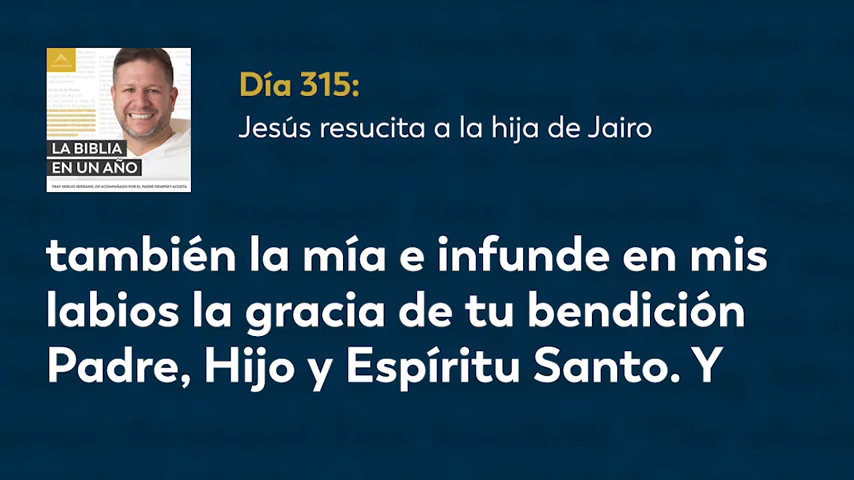 Día 315:
Jesús resucita a la hija de Jairo
LA BIBLIA
EN UN AÑO
también la mía e infunde en mis
labios la gracia de tu bendición
Padre, Hijo y Espíritu Santo. Y